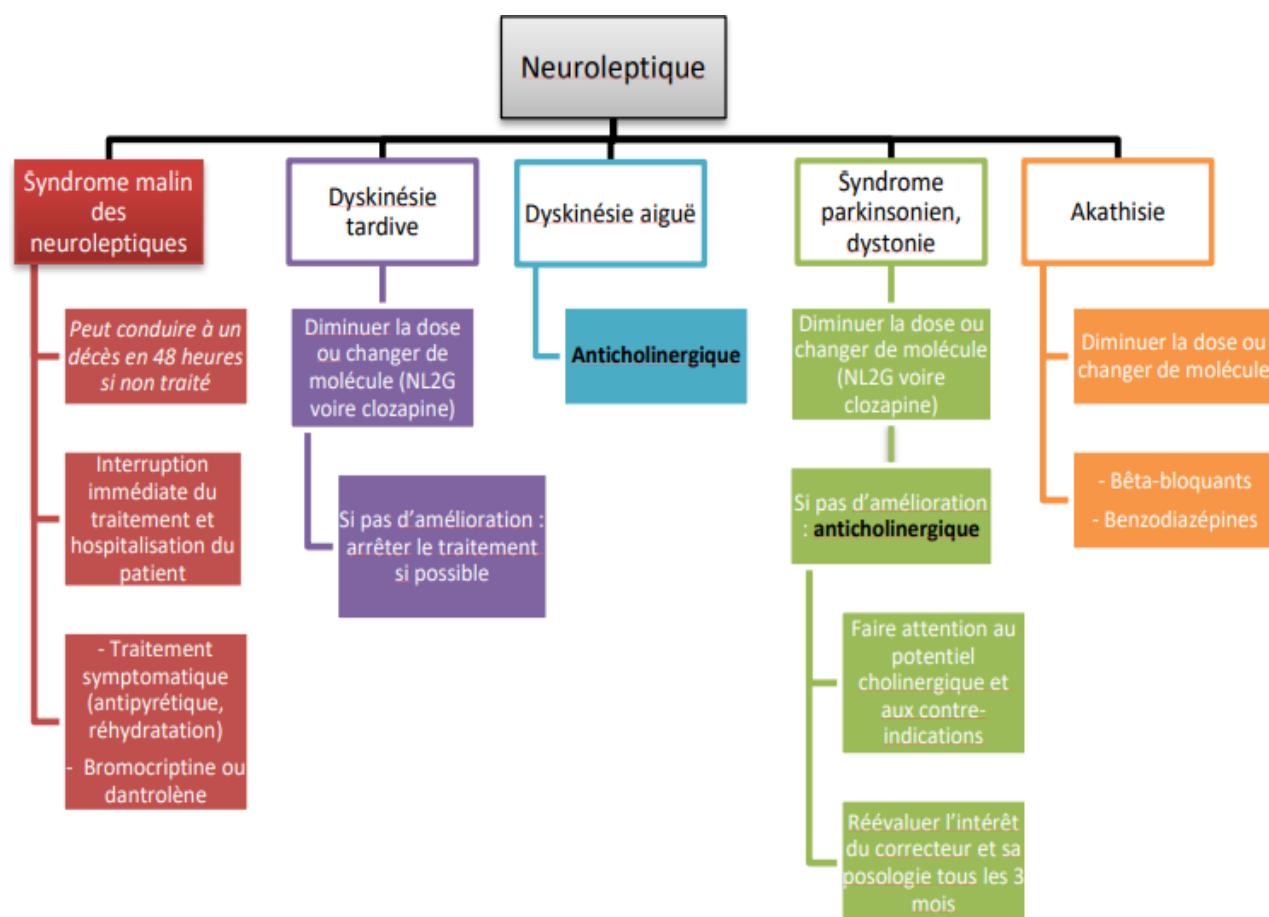 Neuroleptique
Syndrome malin
des
neuroleptiques
Peut conduire à un
décès en 48 heures
si non traité
Interruption
immédiate du
traitement et
hospitalisation du
patient
- Traitement
symptomatique
(antipyrétique,
réhydratation)
- Bromocriptine ou
dantrolène
Dyskinésie
tardive
Diminuer la dose
ou changer de
molécule (NL2G
voire clozapine)
Si pas d’amélioration :
arrêter le traitement
si possible
Dyskinésie aiguë
Anticholinergique
Syndrome
parkinsonien,
dystonie
Diminuer la dose ou
changer de molécule
(NL2G voire
clozapine)
Si pas d’amélioration
: anticholinergique
Faire attention au
potentiel
cholinergique et
aux contre-
indications
Réévaluer l’intérêt
du correcteur et sa
posologie tous les 3
mois
Akathisie
Diminuer la dose ou
changer de molécule
- Bêta-bloquants
- Benzodiazépines